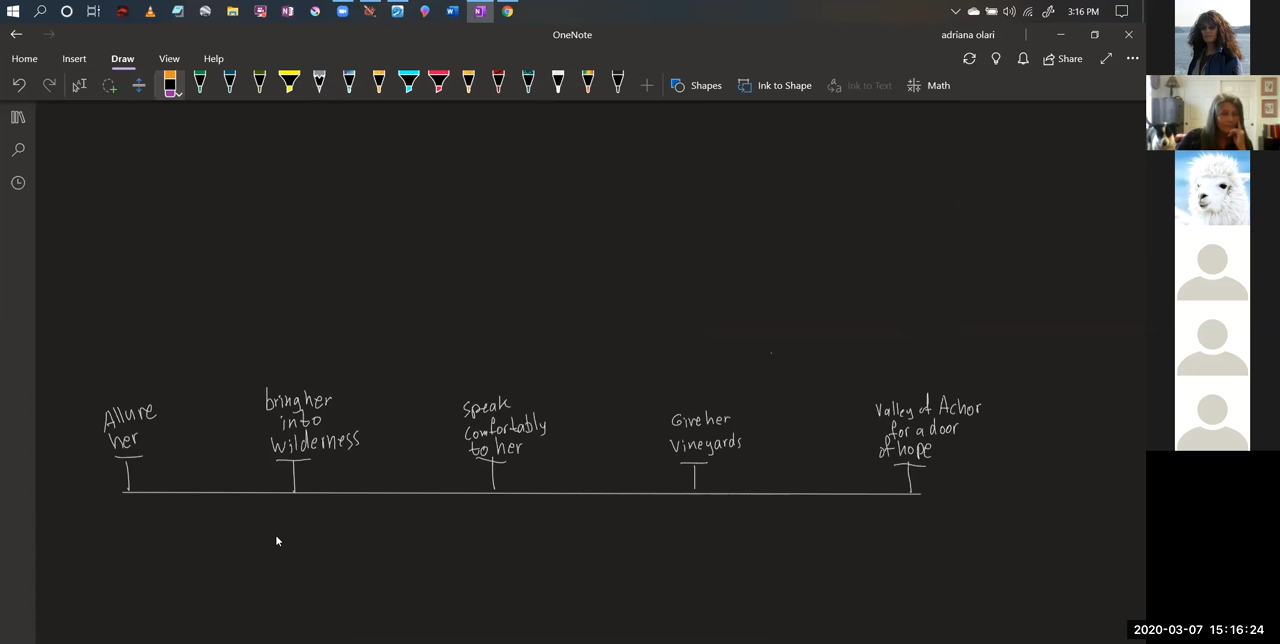 3:16 PM
OneNote
adriana olari
Home
Insert
Draw
View
Help
Share
Shapes
Ink to Shape
Ink to Text
Math
Allure
her
bring her
into
wilderness
speak
comfortably
to her
Give her
Vineyards
Valley of Achor
for a door
of hope
2020-03-07 15:16:24